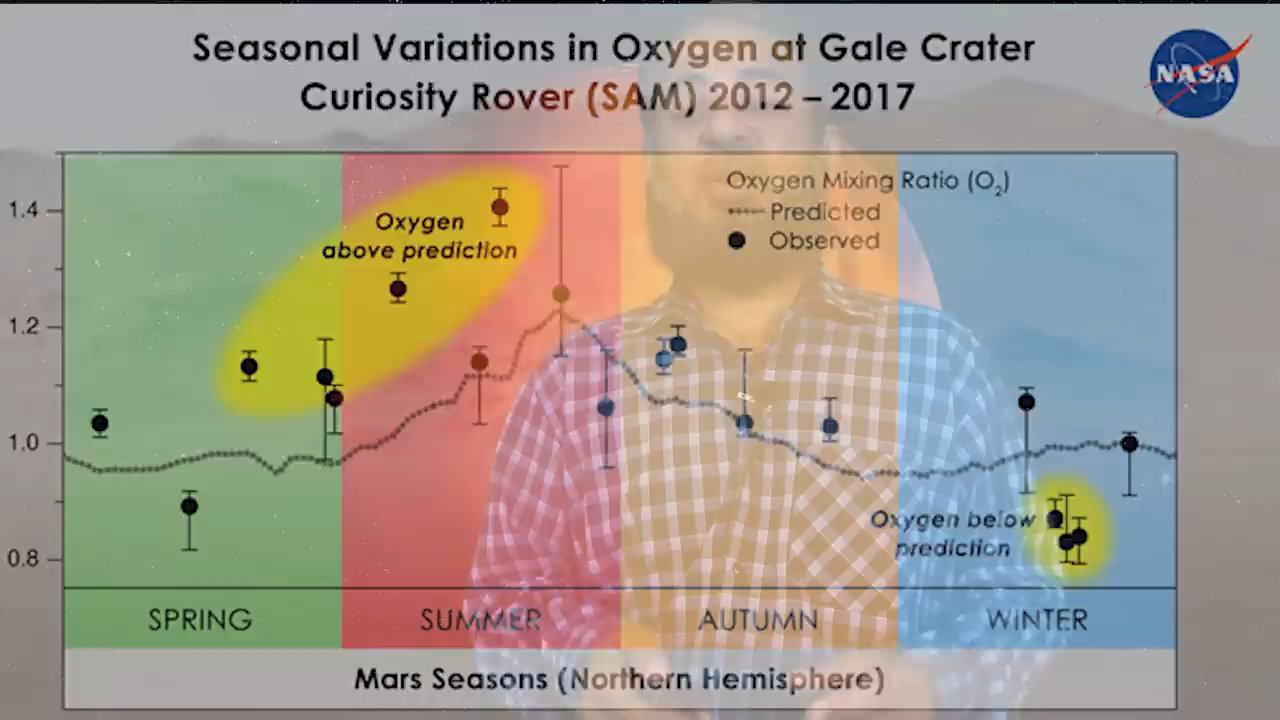 Seasonal Variations in Oxygen at Gale Crater
Curiosity Rover (SAM) 2012 – 2017
NASA
Oxygen Mixing Ratio (O₂)
Predicted
Observed
Oxygen
above prediction
1.4
1.2
1.0
0.8
Oxygen below
prediction
SPRING SUMMER AUTUMN WINTER
Mars Seasons (Northern Hemisphere)